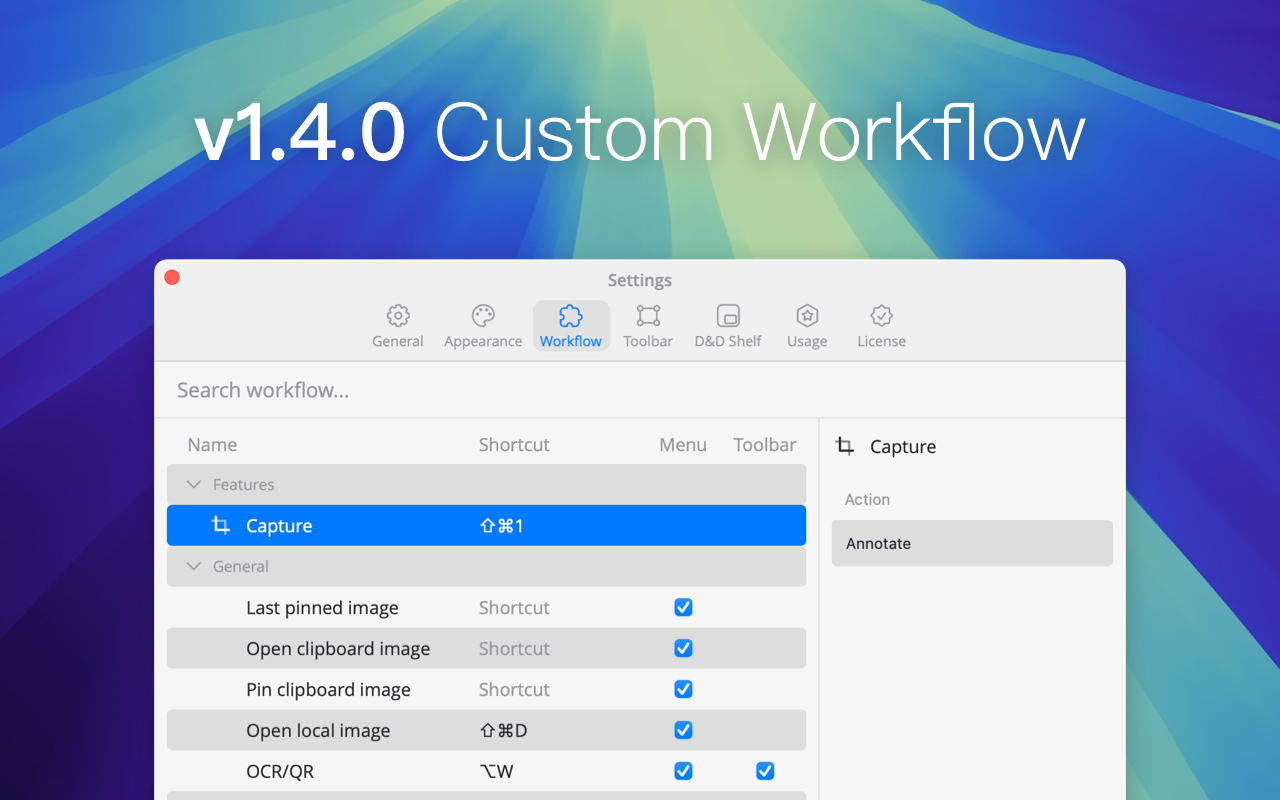 v1.4.0 Custom Workflow
Settings
General Appearance Workflow Toolbar D&D Shelf Usage License
Search workflow...
Name Shortcut Menu Toolbar
Features
Capture ⇧⌘1
General
Last pinned image Shortcut
Open clipboard image Shortcut
Pin clipboard image Shortcut
Open local image ⇧⌘D
OCR/QR ⌥W
Capture
Action
Annotate